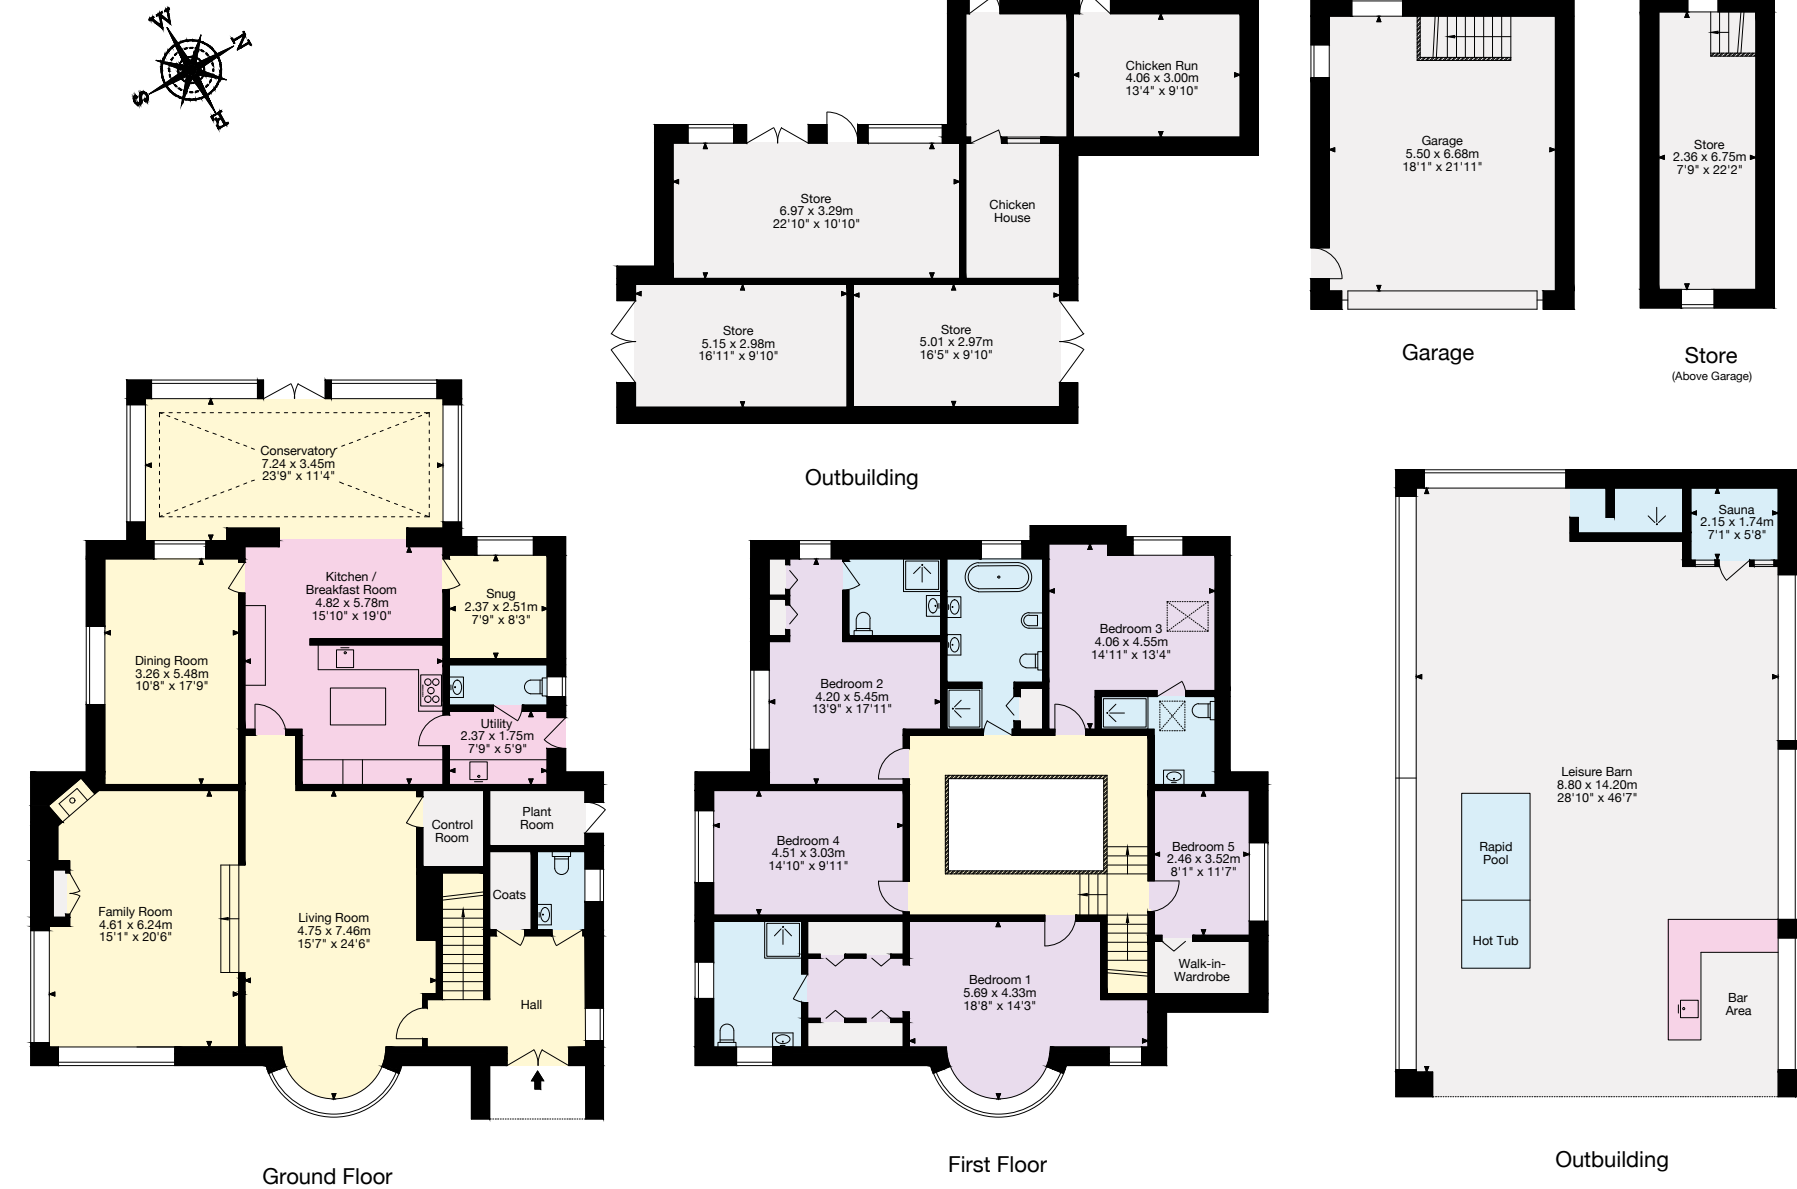 W
N
S
E
Chicken Run
4.06 x 3.00m
13'4" x 9'10"
Store
6.97 x 3.29m
22'10" x 10'10"
Chicken
House
Store
5.15 x 2.98m
16'11" x 9'10"
Store
5.01 x 2.97m
16'5" x 9'10"
Outbuilding
Garage
5.50 x 6.68m
18'1" x 21'11"
Garage
Store
2.36 x 6.75m
7'9" x 22'2"
Store
(Above Garage)
Conservatory
7.24 x 3.45m
23'9" x 11'4"
Kitchen /
Breakfast Room
4.82 x 5.78m
15'10" x 19'0"
Snug
2.37 x 2.51m
7'9" x 8'3"
Dining Room
3.26 x 5.48m
10'8" x 17'9"
Utility
2.37 x 1.75m
7'9" x 5'9"
Control
Room
Plant
Room
Coats
Family Room
4.61 x 6.24m
15'1" x 20'6"
Living Room
4.75 x 7.46m
15'7" x 24'6"
Hall
Ground Floor
Bedroom 3
4.06 x 4.55m
14'11" x 13'4"
Bedroom 2
4.20 x 5.45m
13'9" x 17'11"
Bedroom 4
4.51 x 3.03m
14'10" x 9'11"
Bedroom 5
2.46 x 3.52m
8'1" x 11'7"
Walk-in-
Wardrobe
Bedroom 1
5.69 x 4.33m
18'8" x 14'3"
First Floor
Sauna
2.15 x 1.74m
7'1" x 5'8"
Leisure Barn
8.80 x 14.20m
28'10" x 46'7"
Rapid
Pool
Hot Tub
Bar
Area
Outbuilding